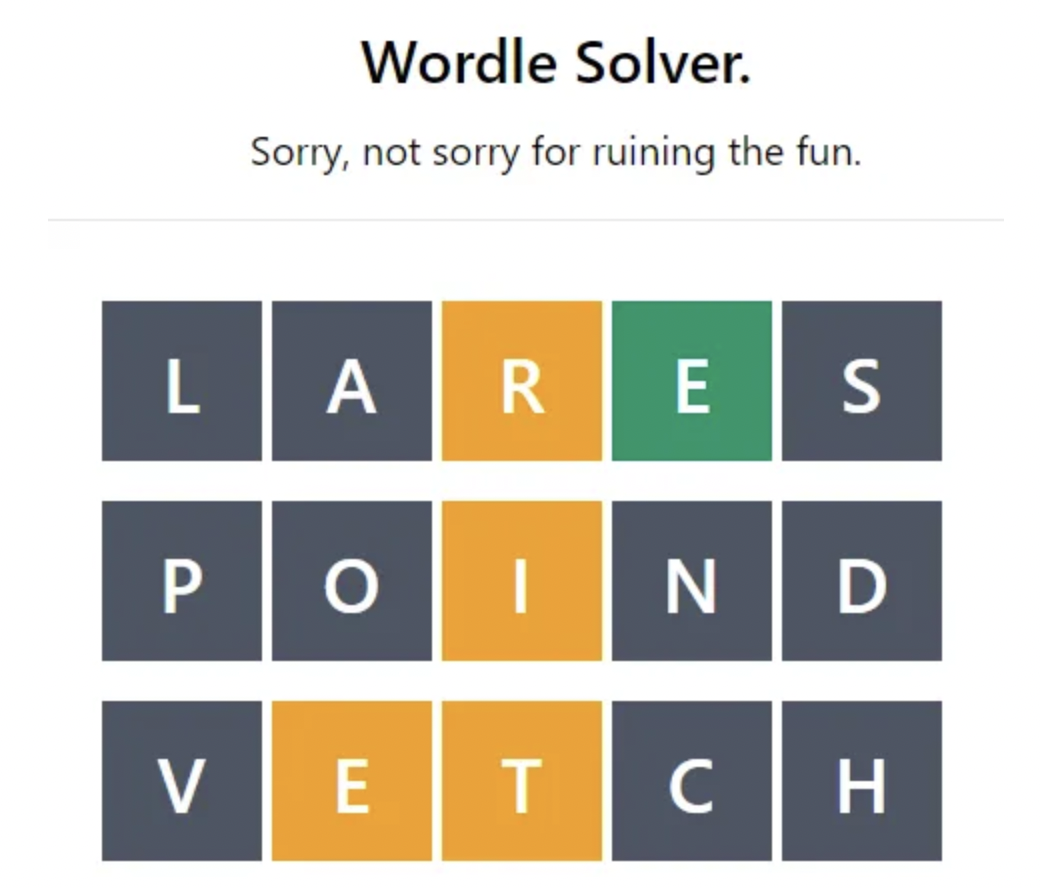 Wordle Solver.
Sorry, not sorry for ruining the fun.
L A R E S
P O I N D
V E T C H